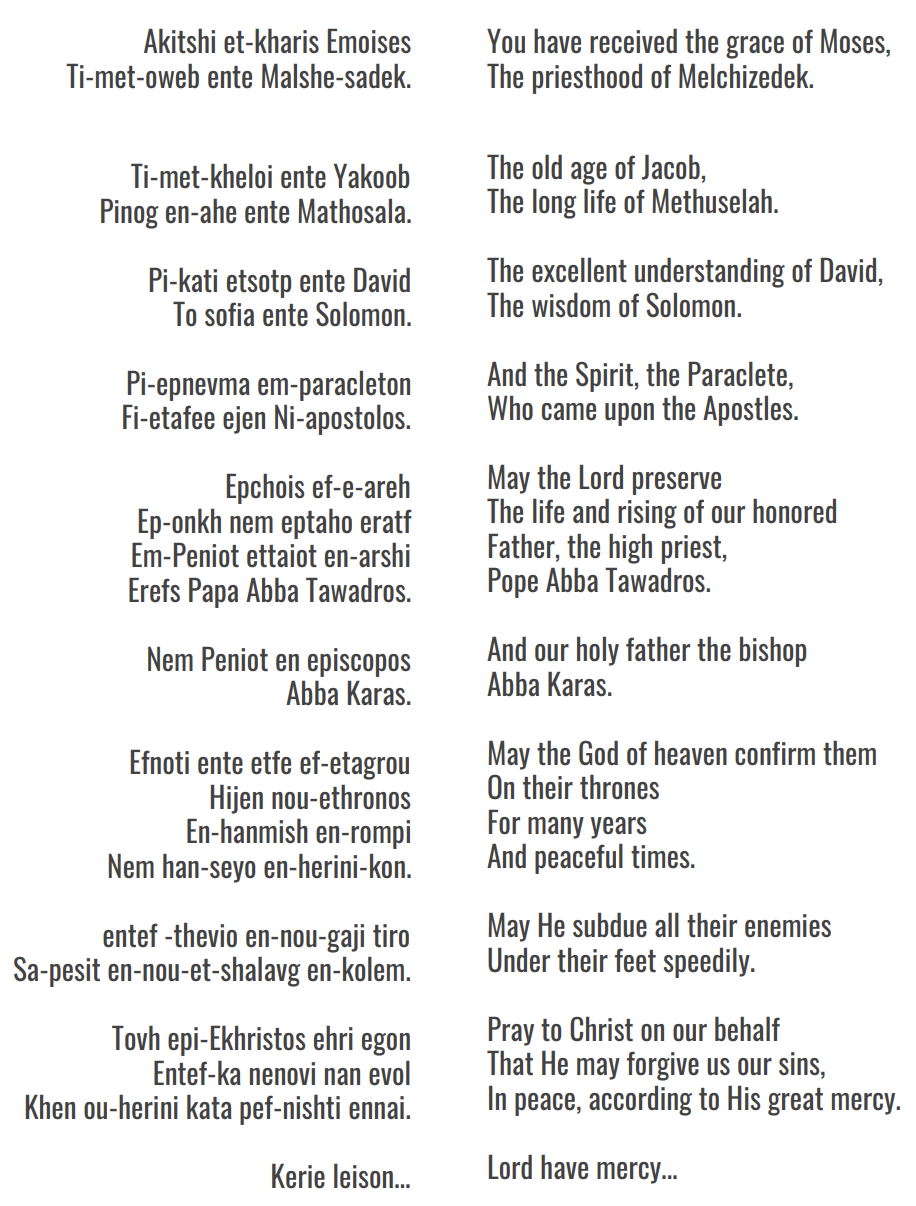 Akitshi et-kharis Emoises
Ti-met-oweb ente Malshe-sadek.
Ti-met-kheloi ente Yakoob
Pinog en-ahe ente Mathosala.
Pi-kati etsotp ente David
To sofia ente Solomon.
Pi-epnevma em-paracleton
Fi-etafee ejen Ni-apostolos.
Epchois ef-e-areh
Ep-onkh nem eptaho eratf
Em-Peniot ettaiot en-arshi
Erefs Papa Abba Tawadros.
Nem Peniot en episcopos
Abba Karas.
Efnoti ente etfe ef-etagrou
Hijen nou-ethronos
En-hanmish en-rompi
Nem han-seyo en-herini-kon.
entef -thevio en-nou-gaji tiro
Sa-pesit en-nou-et-shalavg en-kolem.
Tovh epi-Ekhristos ehri egon
Entef-ka nenovi nan evol
Khen ou-herini kata pef-nishti ennai.
Kerie leison...
You have received the grace of Moses,
The priesthood of Melchizedek.
The old age of Jacob,
The long life of Methuselah.
The excellent understanding of David,
The wisdom of Solomon.
And the Spirit, the Paraclete,
Who came upon the Apostles.
May the Lord preserve
The life and rising of our honored
Father, the high priest,
Pope Abba Tawadros.
And our holy father the bishop
Abba Karas.
May the God of heaven confirm them
On their thrones
For many years
And peaceful times.
May He subdue all their enemies
Under their feet speedily.
Pray to Christ on our behalf
That He may forgive us our sins,
In peace, according to His great mercy.
Lord have mercy...